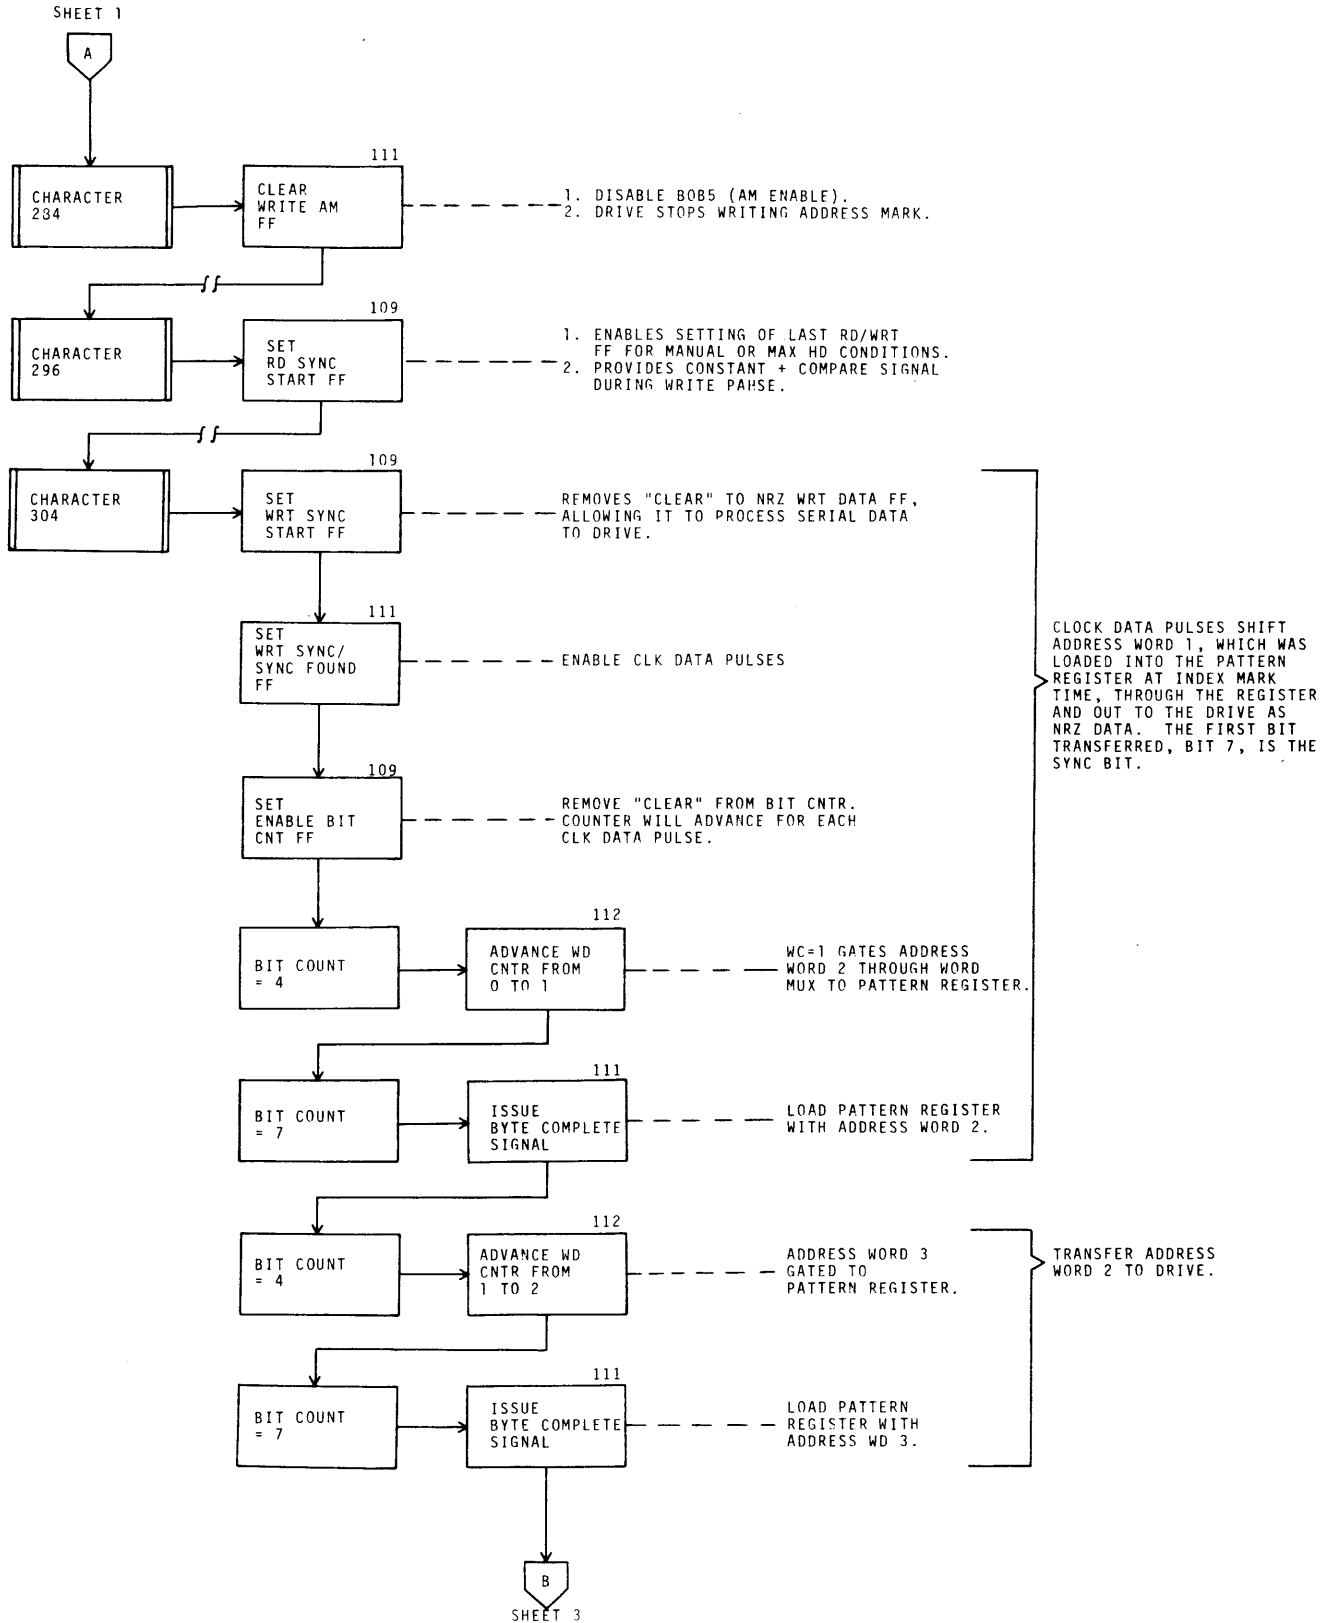 SHEET 1
A
111
CHARACTER
284
CLEAR
WRITE AM
FF
1. DISABLE BOB5 (AM ENABLE).
2. DRIVE STOPS WRITING ADDRESS MARK.
109
CHARACTER
296
SET
RD SYNC
START FF
1. ENABLES SETTING OF LAST RD/WRT
FF FOR MANUAL OR MAX HD CONDITIONS.
2. PROVIDES CONSTANT + COMPARE SIGNAL
DURING WRITE PAHSE.
109
CHARACTER
304
SET
WRT SYNC
START FF
REMOVES "CLEAR" TO NRZ WRT DATA FF,
ALLOWING IT TO PROCESS SERIAL DATA
TO DRIVE.
111
SET
WRT SYNC/
SYNC FOUND
FF
ENABLE CLK DATA PULSES
CLOCK DATA PULSES SHIFT
ADDRESS WORD 1, WHICH WAS
LOADED INTO THE PATTERN
REGISTER AT INDEX MARK
TIME, THROUGH THE REGISTER
AND OUT TO THE DRIVE AS
NRZ DATA. THE FIRST BIT
TRANSFERRED, BIT 7, IS THE
SYNC BIT.
109
SET
ENABLE BIT
CNT FF
REMOVE "CLEAR" FROM BIT CNTR.
COUNTER WILL ADVANCE FOR EACH
CLK DATA PULSE.
112
BIT COUNT
= 4
ADVANCE WD
CNTR FROM
0 TO 1
WC=1 GATES ADDRESS
WORD 2 THROUGH WORD
MUX TO PATTERN REGISTER.
111
BIT COUNT
= 7
ISSUE
BYTE COMPLETE
SIGNAL
LOAD PATTERN REGISTER
WITH ADDRESS WORD 2.
112
BIT COUNT
= 4
ADVANCE WD
CNTR FROM
1 TO 2
ADDRESS WORD 3
GATED TO
PATTERN REGISTER.
TRANSFER ADDRESS
WORD 2 TO DRIVE.
111
BIT COUNT
= 7
ISSUE
BYTE COMPLETE
SIGNAL
LOAD PATTERN
REGISTER WITH
ADDRESS WD 3.
B
SHEET 3